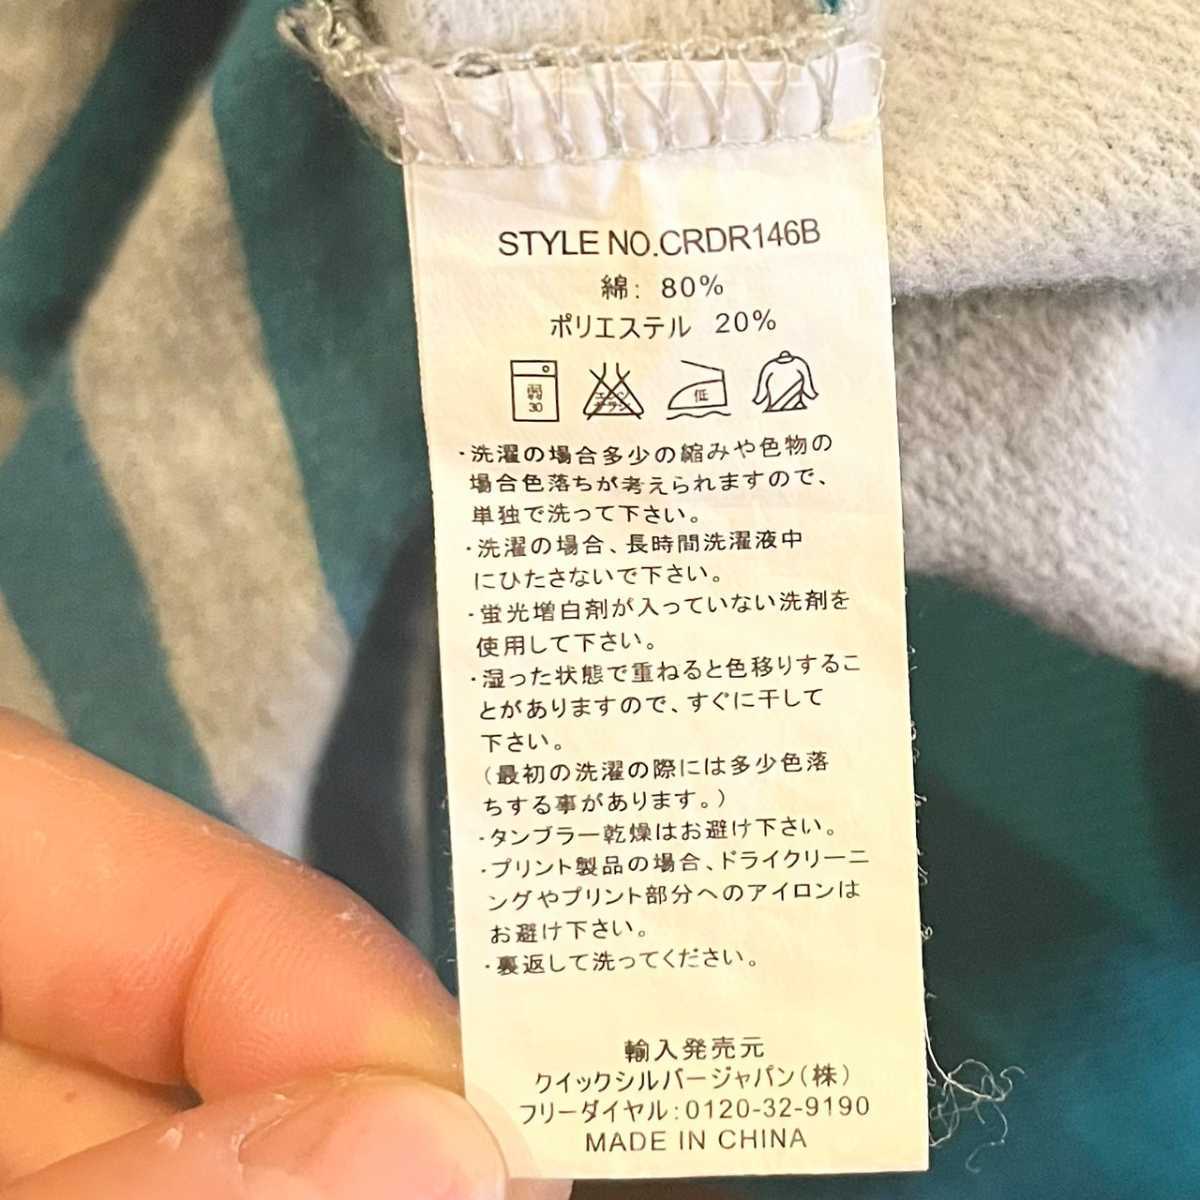 STYLE NO.CRDR146B
綿: 80%
ポリエステル 20%
弱 30
エンソ サラシ
低
・洗濯の場合多少の縮みや色物の
場合色落ちが考えられますので、
単独で洗って下さい。
・洗濯の場合、長時間洗濯液中
にひたさないで下さい。
・蛍光増白剤が入っていない洗剤を
使用して下さい。
・湿った状態で重ねると色移りするこ
とがありますので、すぐに干して
下さい。
（最初の洗濯の際には多少色落
ちする事があります。）
・タンブラー乾燥はお避け下さい。
・プリント製品の場合、ドライクリーニ
ングやプリント部分へのアイロンは
お避け下さい。
・裏返して洗ってください。
輸入発売元
クイックシルバージャパン（株）
フリーダイヤル:0120-32-9190
MADE IN CHINA